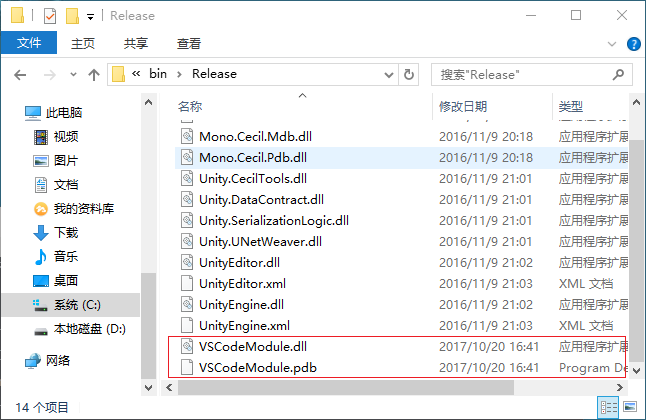 Release
文件 主页 共享 查看
« bin › Release 搜索"Release"
名称 修改日期 类型
此电脑
视频
图片
文档
我的资料库
下载
音乐
桌面
系统 (C:)
本地磁盘 (D:)
网络
Mono.Cecil.Mdb.dll 2016/11/9 20:18 应用程序扩展
Mono.Cecil.Pdb.dll 2016/11/9 20:18 应用程序扩展
Unity.CecilTools.dll 2016/11/9 21:01 应用程序扩展
Unity.DataContract.dll 2016/11/9 21:01 应用程序扩展
Unity.SerializationLogic.dll 2016/11/9 21:01 应用程序扩展
Unity.UNetWeaver.dll 2016/11/9 21:02 应用程序扩展
UnityEditor.dll 2016/11/9 21:02 应用程序扩展
UnityEditor.xml 2016/11/9 21:03 XML 文档
UnityEngine.dll 2016/11/9 21:02 应用程序扩展
UnityEngine.xml 2016/11/9 21:03 XML 文档
VSCodeModule.dll 2017/10/20 16:41 应用程序扩展
VSCodeModule.pdb 2017/10/20 16:41 Program De
14 个项目